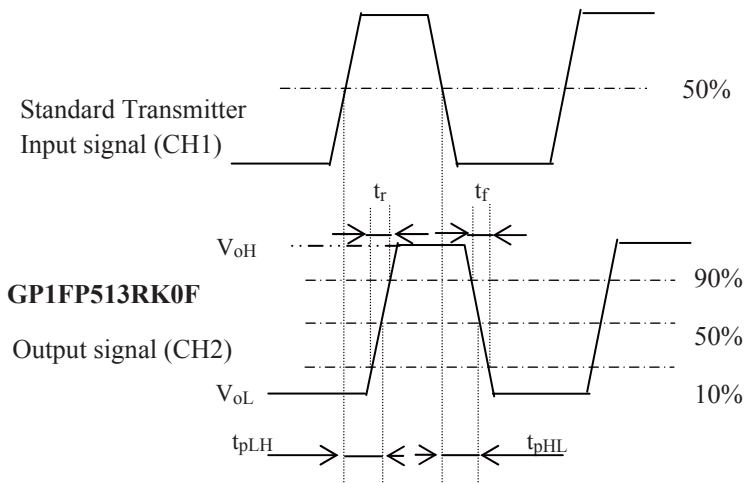 50%
Standard Transmitter
Input signal (CH1)
tr tf
VoH
90%
GP1FP513RK0F
50%
Output signal (CH2)
VoL 10%
tpLH tpHL